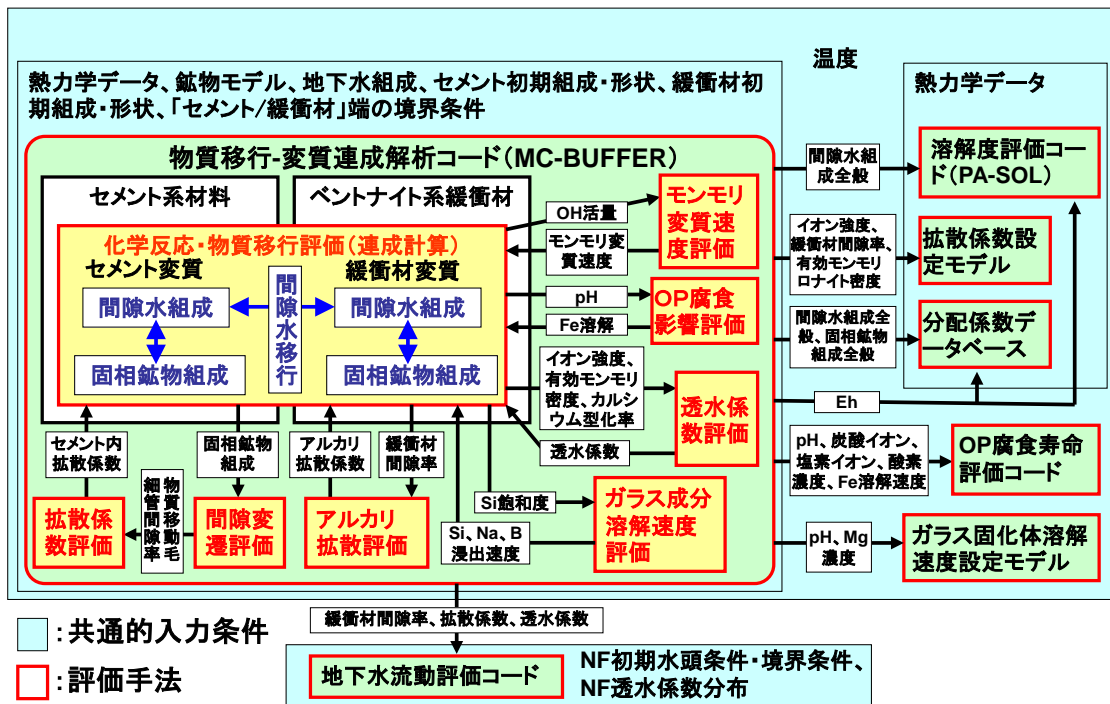 温度
熱力学データ、鉱物モデル、地下水組成、セメント初期組成・形状、緩衝材初
期組成・形状、「セメント/緩衝材」端の境界条件
熱力学データ
物質移行-変質連成解析コード(MC-BUFFER)
セメント系材料
ベントナイト系緩衝材
化学反応・物質移行評価(連成計算)
セメント変質
緩衝材変質
間隙水組成
間隙水移行
間隙水組成
固相鉱物組成
固相鉱物組成
OH活量
モンモリ変
質速度
モンモリ
変質速
度評価
pH
Fe溶解
OP腐食
影響評価
イオン強度、
有効モンモリ
密度、カルシ
ウム型化率
透水係数
透水係
数評価
Si飽和度
Si、Na、B
浸出速度
ガラス成分
溶解速度
評価
セメント内
拡散係数
固相鉱物
組成
アルカリ
拡散係数
緩衝材
間隙率
拡散係
数評価
物質移動毛
細管間隙率
間隙変
遷評価
アルカリ
拡散評価
間隙水組
成全般
溶解度評価コー
ド(PA-SOL)
イオン強度、
緩衝材間隙率、
有効モンモリ
ロナイト密度
拡散係数設
定モデル
間隙水組成全
般、固相鉱物
組成全般
分配係数デ
ータベース
Eh
pH、炭酸イオン、
塩素イオン、酸素
濃度、Fe溶解速度
OP腐食寿命
評価コード
pH、Mg
濃度
ガラス固化体溶解
速度設定モデル
緩衝材間隙率、拡散係数、透水係数
:共通的入力条件
:評価手法
地下水流動評価コード
NF初期水頭条件・境界条件、
NF透水係数分布